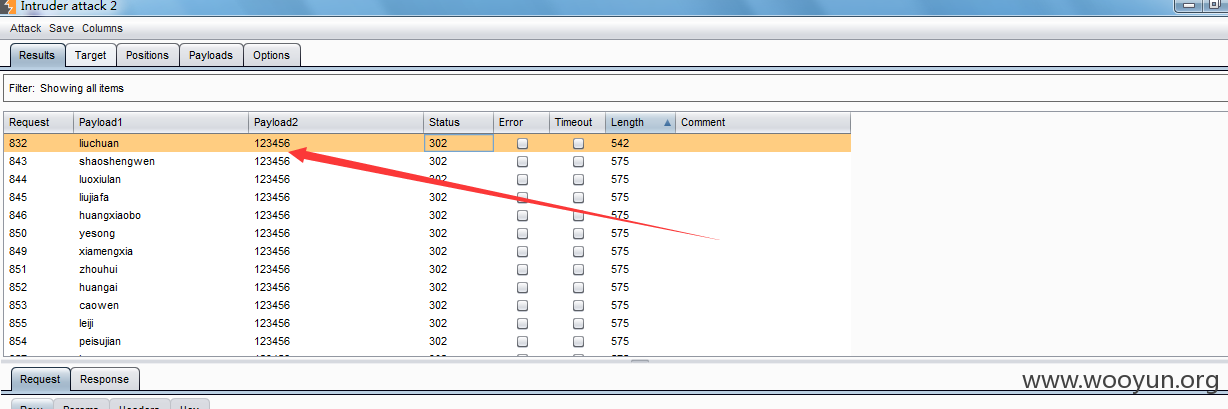 Intruder attack 2
Attack Save Columns
Results Target Positions Payloads Options
Filter: Showing all items
Request Payload1 Payload2 Status Error Timeout Length Comment
832 liuchuan 123456 302 542
843 shaoshengwen 123456 302 575
844 luoxiulan 123456 302 575
845 liujiafa 123456 302 575
846 huangxiaobo 123456 302 575
850 yesong 123456 302 575
849 xiamengxia 123456 302 575
851 zhouhui 123456 302 575
852 huangai 123456 302 575
853 caowen 123456 302 575
855 leiji 123456 302 575
854 peisujian 123456 302 575
Request Response
www.wooyun.org
Raw Params Headers Hex